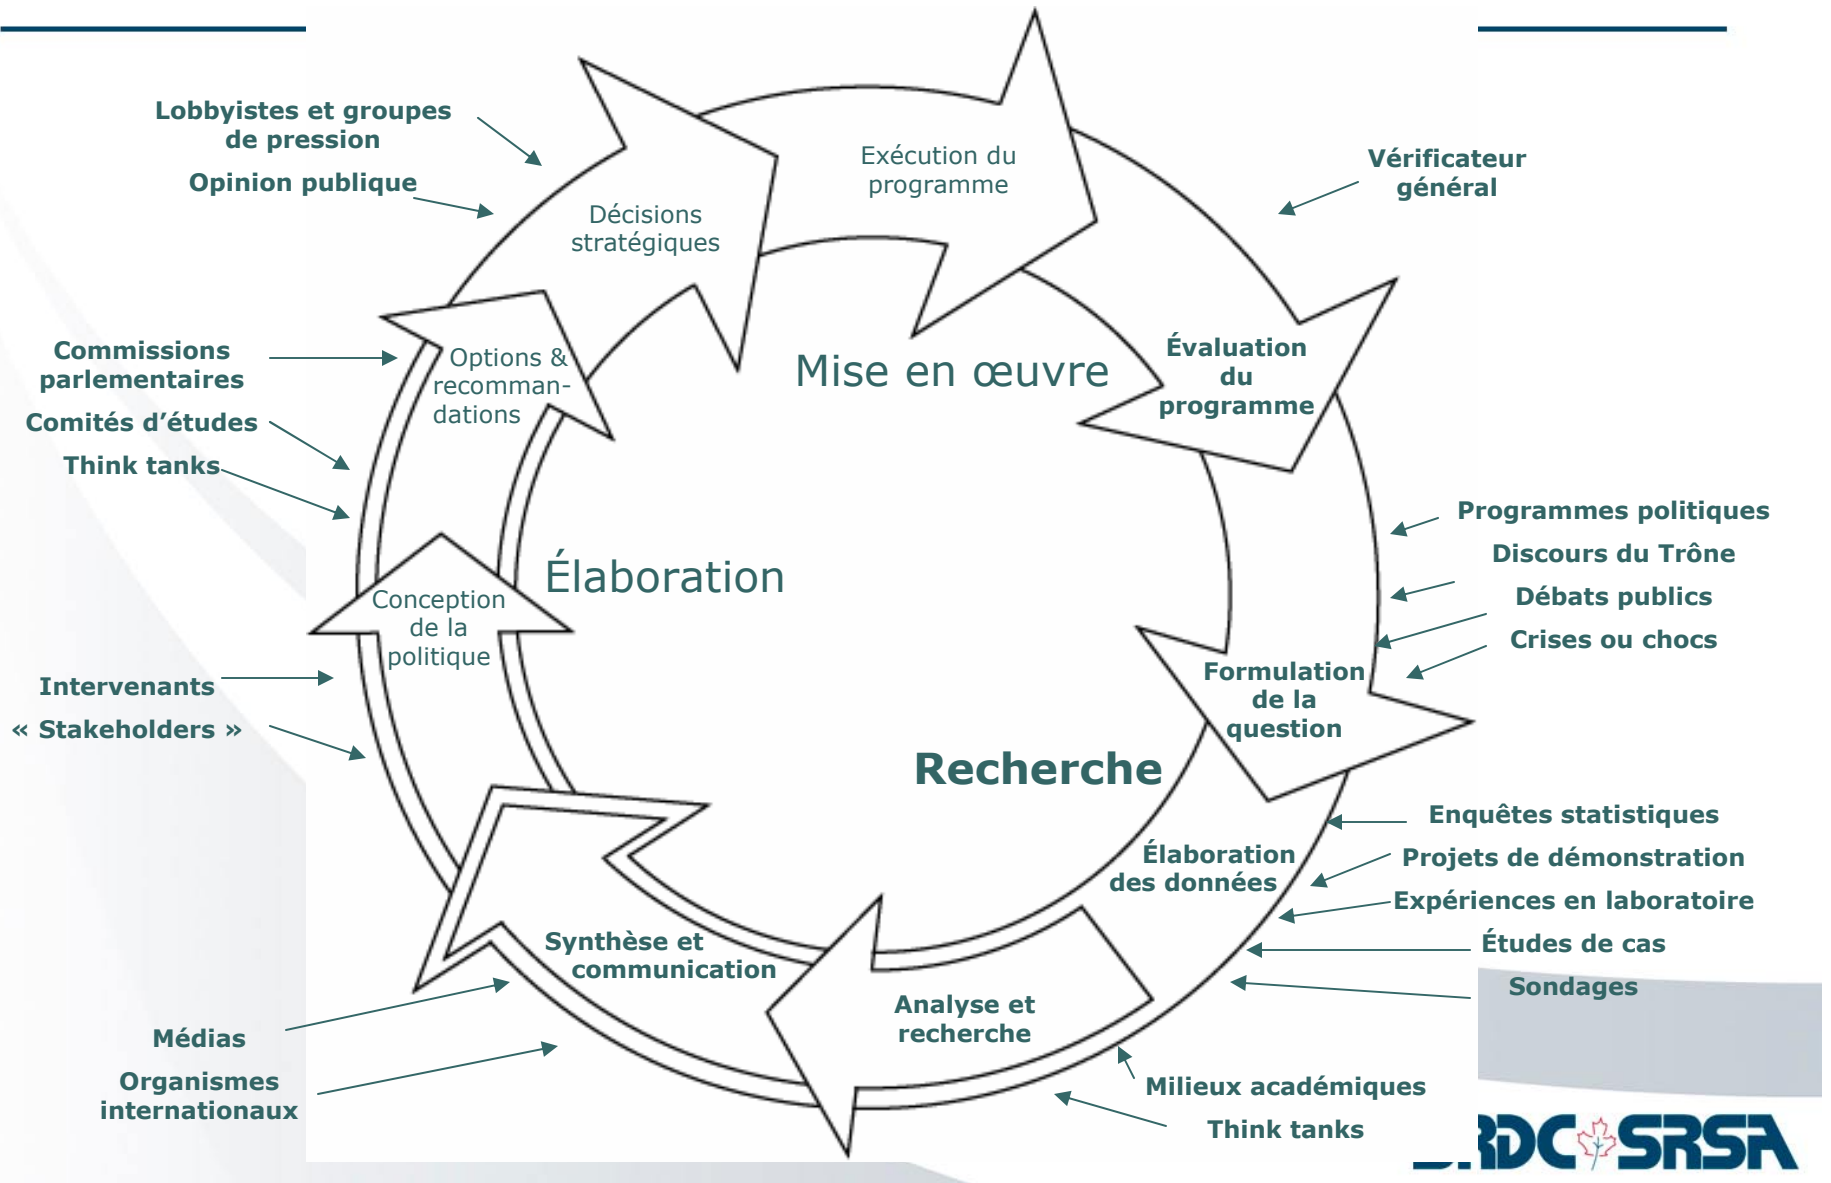 Lobbyistes et groupes
de pression
Opinion publique
Exécution du
programme
Vérificateur
général
Décisions
stratégiques
Commissions
parlementaires
Comités d’études
Think tanks
Options &
recomman-
dations
Mise en œuvre
Évaluation
du
programme
Programmes politiques
Discours du Trône
Débats publics
Crises ou chocs
Élaboration
Conception
de la
politique
Intervenants
« Stakeholders »
Formulation
de la
question
Recherche
Enquêtes statistiques
Projets de démonstration
Expériences en laboratoire
Études de cas
Sondages
Élaboration
des données
Synthèse et
communication
Analyse et
recherche
Médias
Organismes
internationaux
Milieux académiques
Think tanks
SRSA